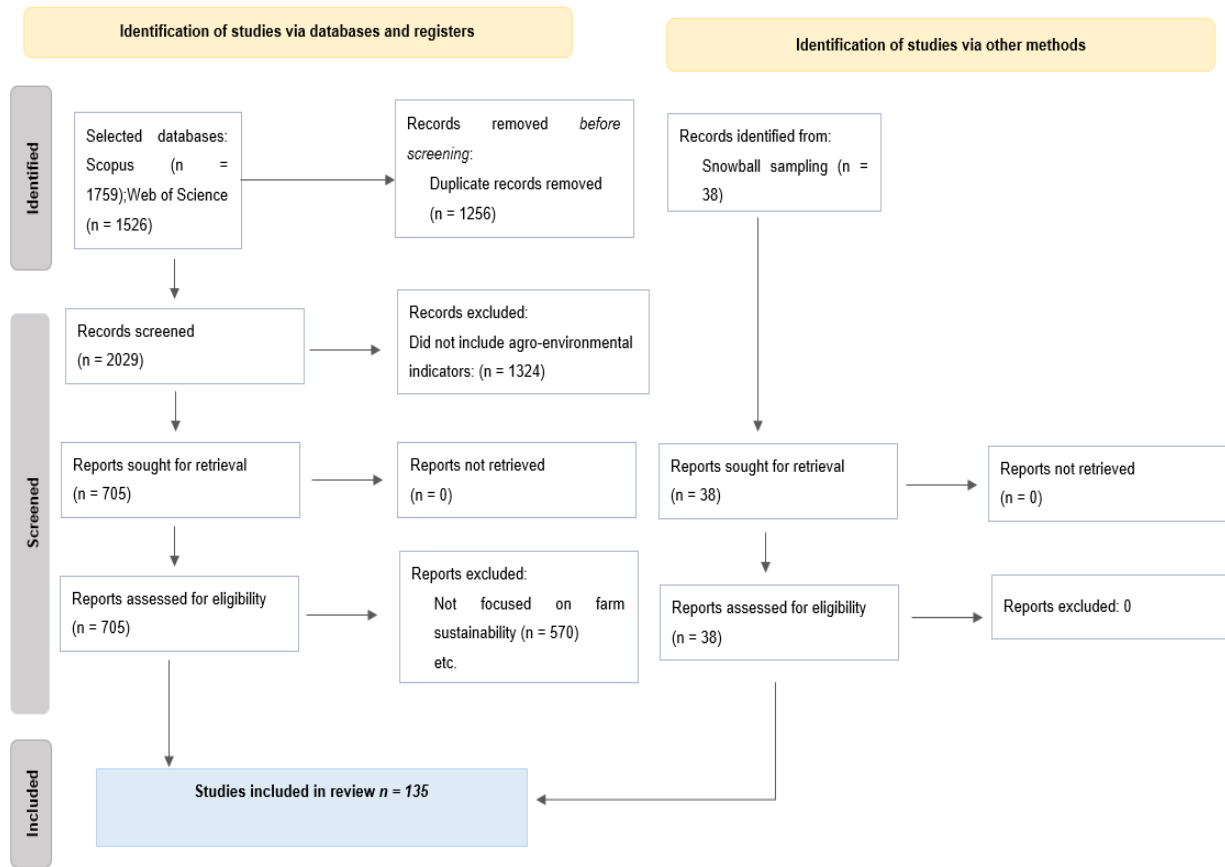 Identification of studies via databases and registers
Identification of studies via other methods
Identified
Selected databases:
Scopus (n =
1759);Web of Science
(n = 1526)
Records removed before
screening:
Duplicate records removed
(n = 1256)
Records identified from:
Snowball sampling (n =
38)
Screened
Records screened
(n = 2029)
Records excluded:
Did not include agro-environmental
indicators: (n = 1324)
Reports sought for retrieval
(n = 705)
Reports not retrieved
(n = 0)
Reports sought for retrieval
(n = 38)
Reports not retrieved
(n = 0)
Reports assessed for eligibility
(n = 705)
Reports excluded:
Not focused on farm
sustainability (n = 570)
etc.
Reports assessed for eligibility
(n = 38)
Reports excluded: 0
Included
Studies included in review n = 135